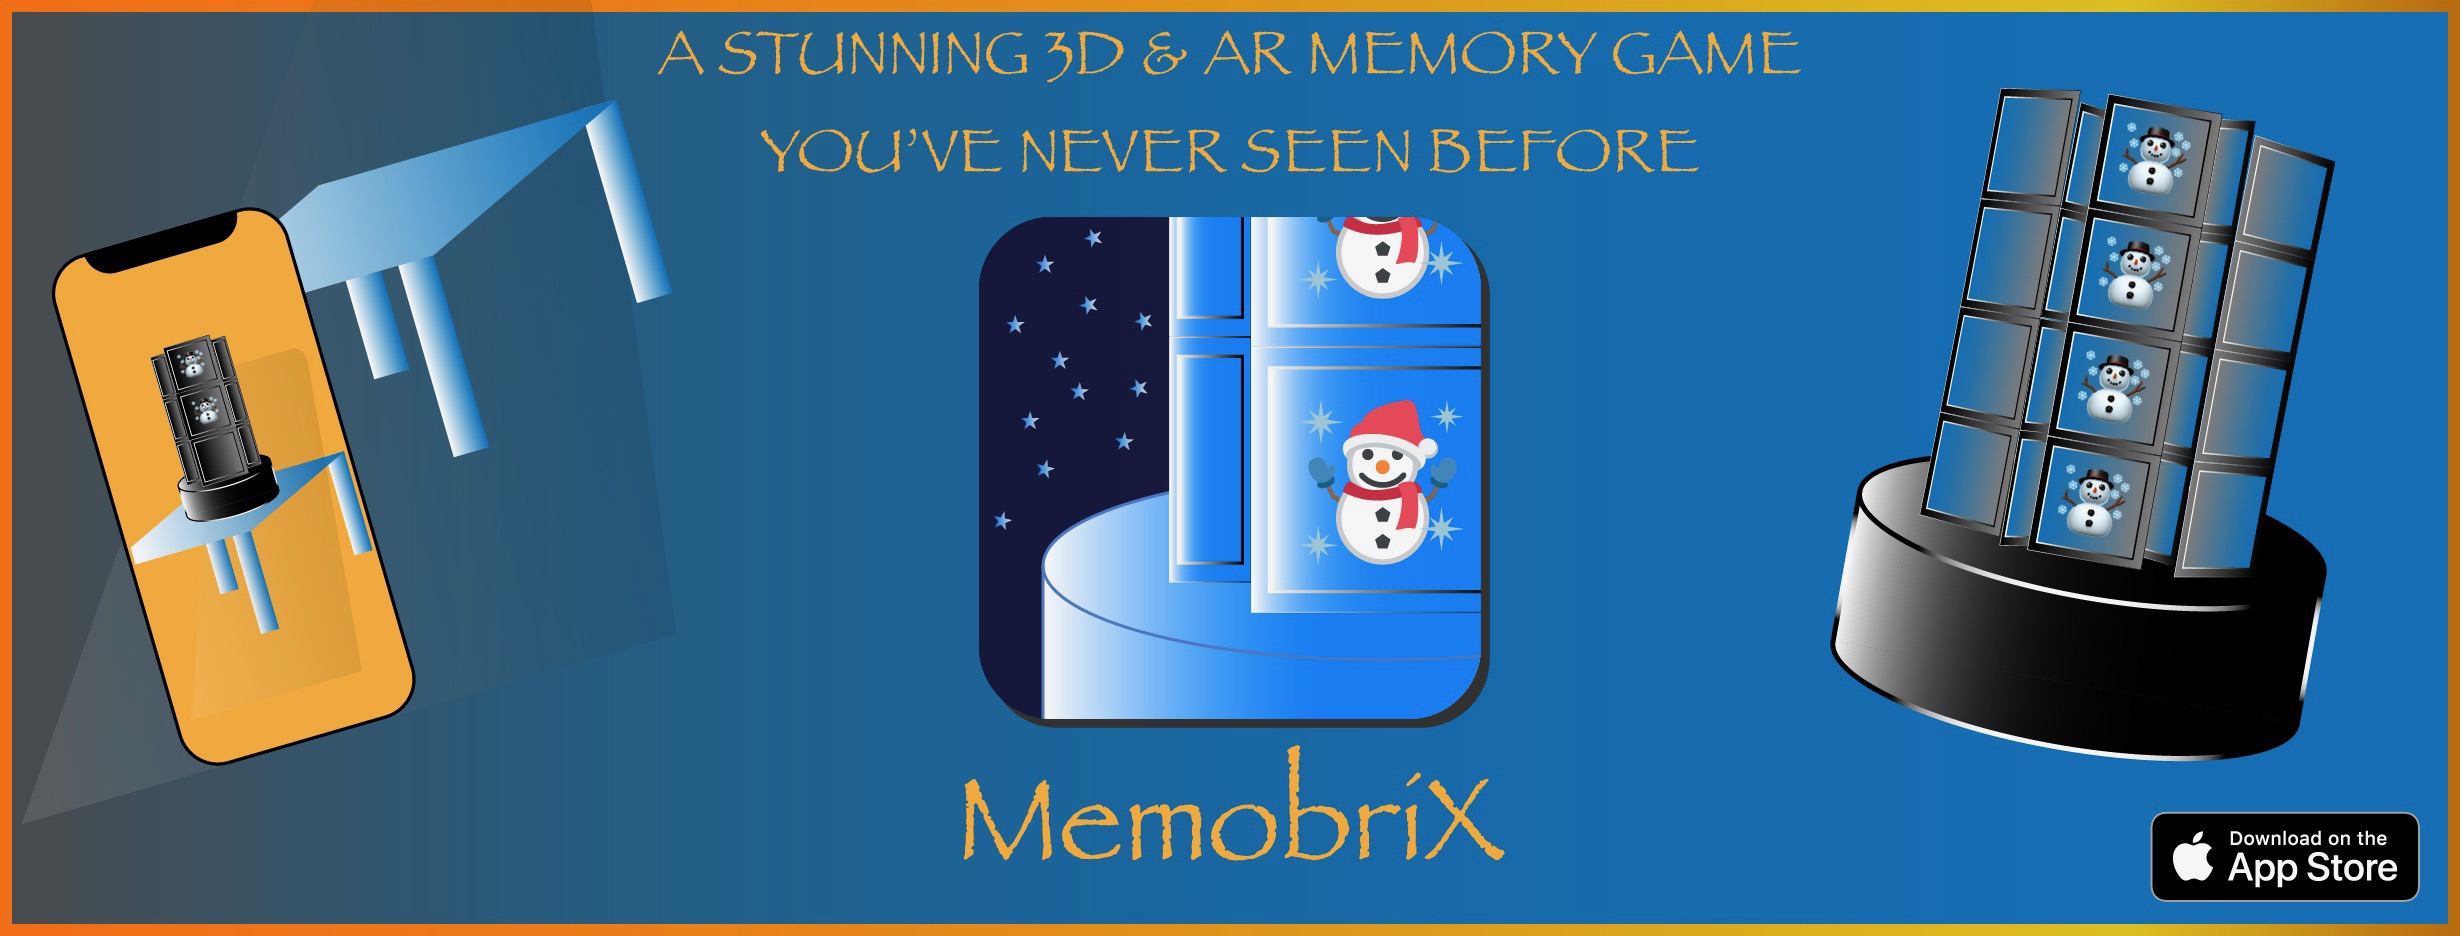 A STUNNING 3D & AR MEMORY GAME
YOU'VE NEVER SEEN BEFORE
MemobriX
Download on the
App Store